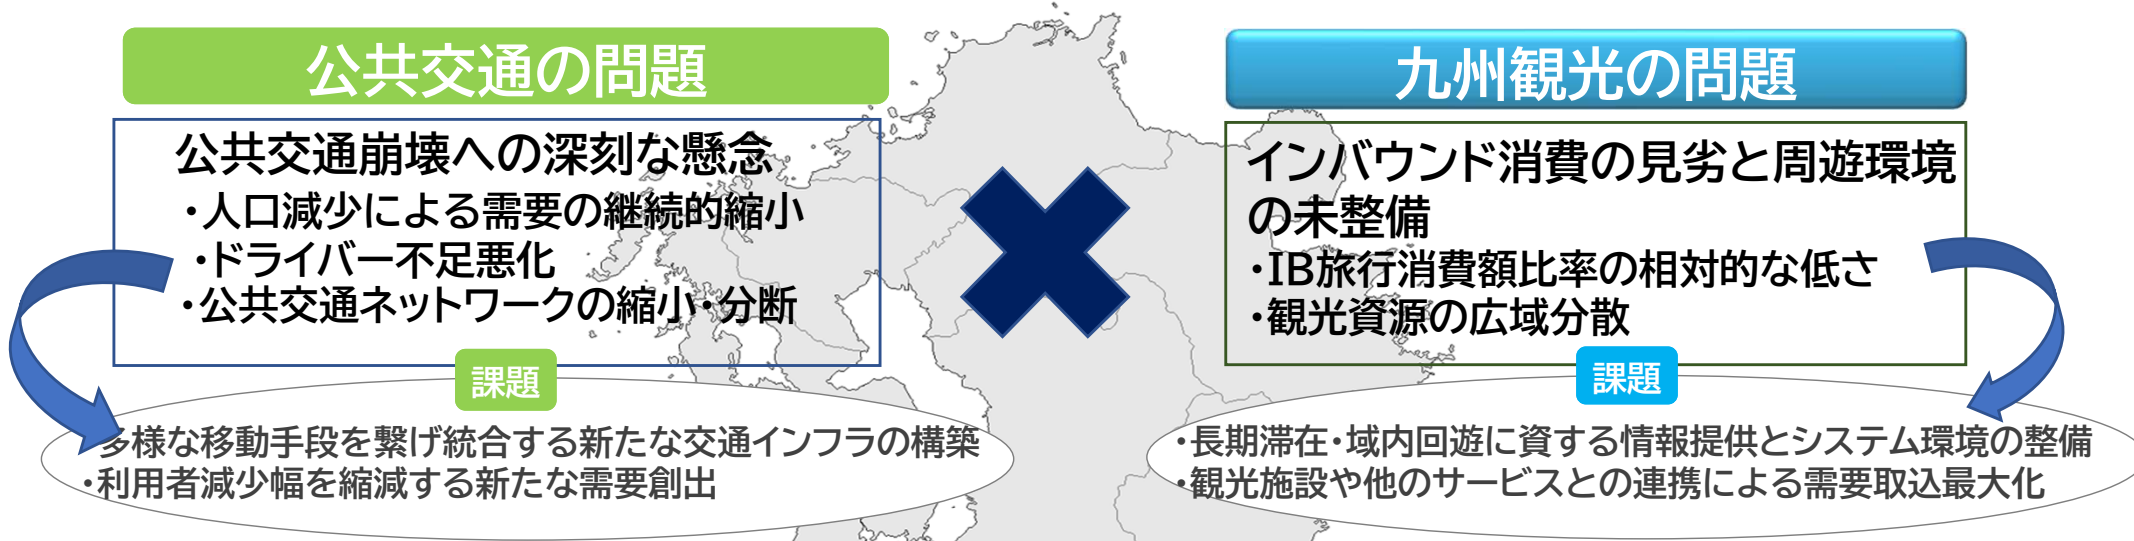 公共交通の問題
公共交通崩壊への深刻な懸念
・人口減少による需要の継続的縮小
・ドライバー不足悪化
・公共交通ネットワークの縮小・分断
課題
・多様な移動手段を繋げ統合する新たな交通インフラの構築
・利用者減少幅を縮減する新たな需要創出
九州観光の問題
インバウンド消費の見劣と周遊環境
の未整備
・IB旅行消費額比率の相対的な低さ
・観光資源の広域分散
課題
・長期滞在・域内回遊に資する情報提供とシステム環境の整備
・観光施設や他のサービスとの連携による需要取込最大化